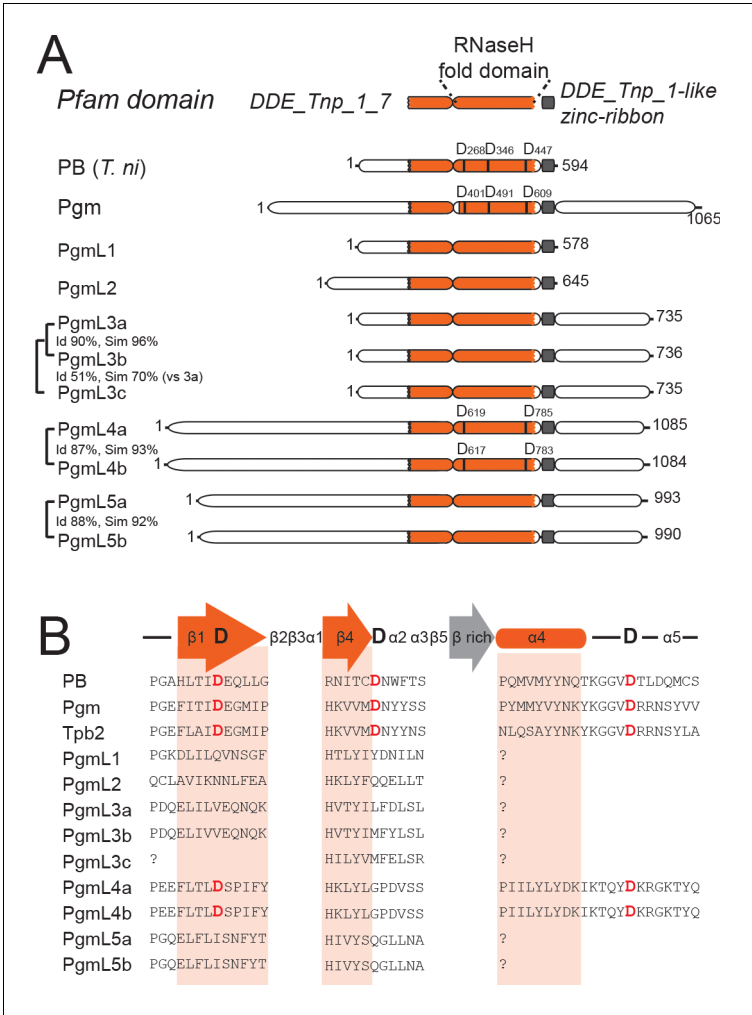 A
RNaseH
fold domain
Pfam domain DDE_Tnp_1_7 DDE_Tnp_1-like
zinc-ribbon
D268 D346 D447
PB (T. ni) 1 594
D401 D491 D609
Pgm 1 1065
PgmL1 1 578
PgmL2 1 645
PgmL3a 1 735
Id 90%, Sim 96%
PgmL3b 1 736
Id 51%, Sim 70% (vs 3a)
PgmL3c 1 735
D619 D785
PgmL4a 1 1085
Id 87%, Sim 93%
D617 D783
PgmL4b 1 1084
PgmL5a 1 993
Id 88%, Sim 92%
PgmL5b 1 990
B
β1 D β2β3α1 β4 D α2 α3β5 β rich α4 D α5
PB PGAHLTIDEQLLG RNITCDNWFTS PQMVMYYNQTKGGVDTLDQMCS
Pgm PGEFITIDEGMIP HKVVMDNYYSS PYMMYVYNKYKGGVDRRNSYVV
Tpb2 PGEFLAIDEGMIP HKVVMDNYYNS NLQSAYYNKYKGGVDRRNSYLA
PgmL1 PGKDLILQVNSGF HTLYIYDNILN ?
PgmL2 QCLAVIKNNLFEA HKLYFQQELLT ?
PgmL3a PDQELILVEQNQK HVTYILFDLSL ?
PgmL3b PDQELIVVEQNQK HVTYIMFYLSL ?
PgmL3c ? HILYVMFELSR ?
PgmL4a PEEFLTLDSPIFY HKLYLGPDVSS PIILYLYDKIKTQYDKRGKTYQ
PgmL4b PEEFLTLDSPIFY HKLYLGPDVSS PIILYLYDKIKTQYDKRGKTYQ
PgmL5a PGQELFLISNFYT HIVYSQGLLNA ?
PgmL5b PGQELFLISNFYT HIVYSQGLLNA ?